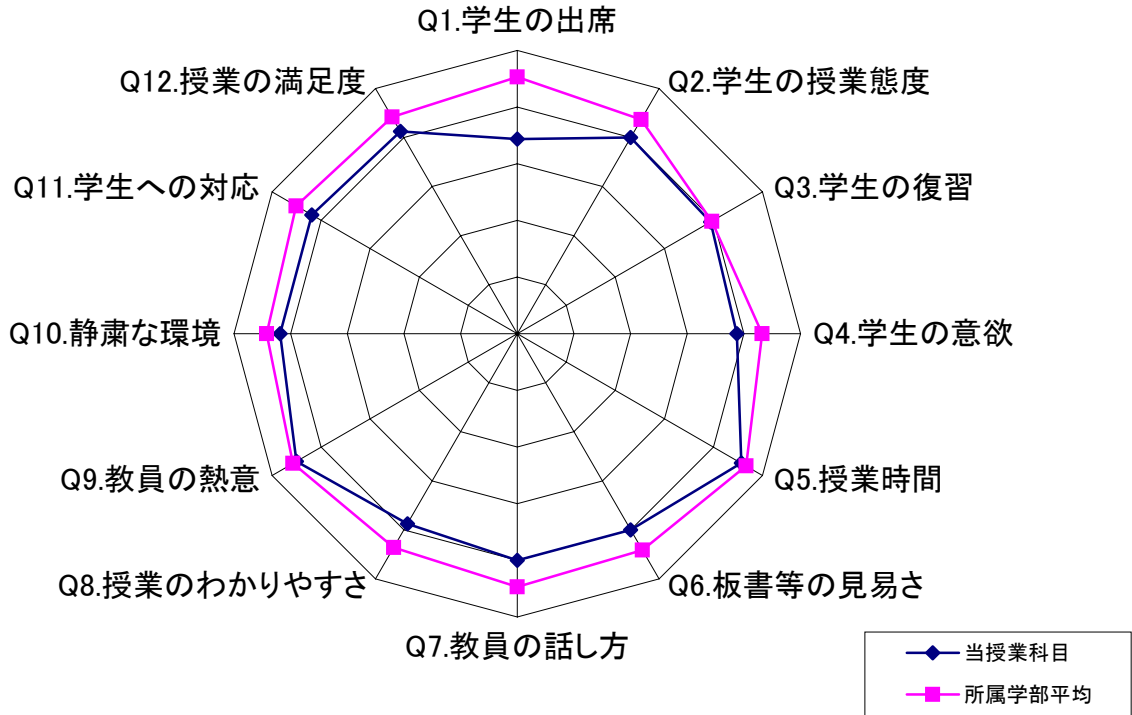 Q1.学生の出席
Q2.学生の授業態度
Q3.学生の復習
Q4.学生の意欲
Q5.授業時間
Q6.板書等の見易さ
Q7.教員の話し方
Q8.授業のわかりやすさ
Q9.教員の熱意
Q10.静粛な環境
Q11.学生への対応
Q12.授業の満足度
当授業科目
所属学部平均